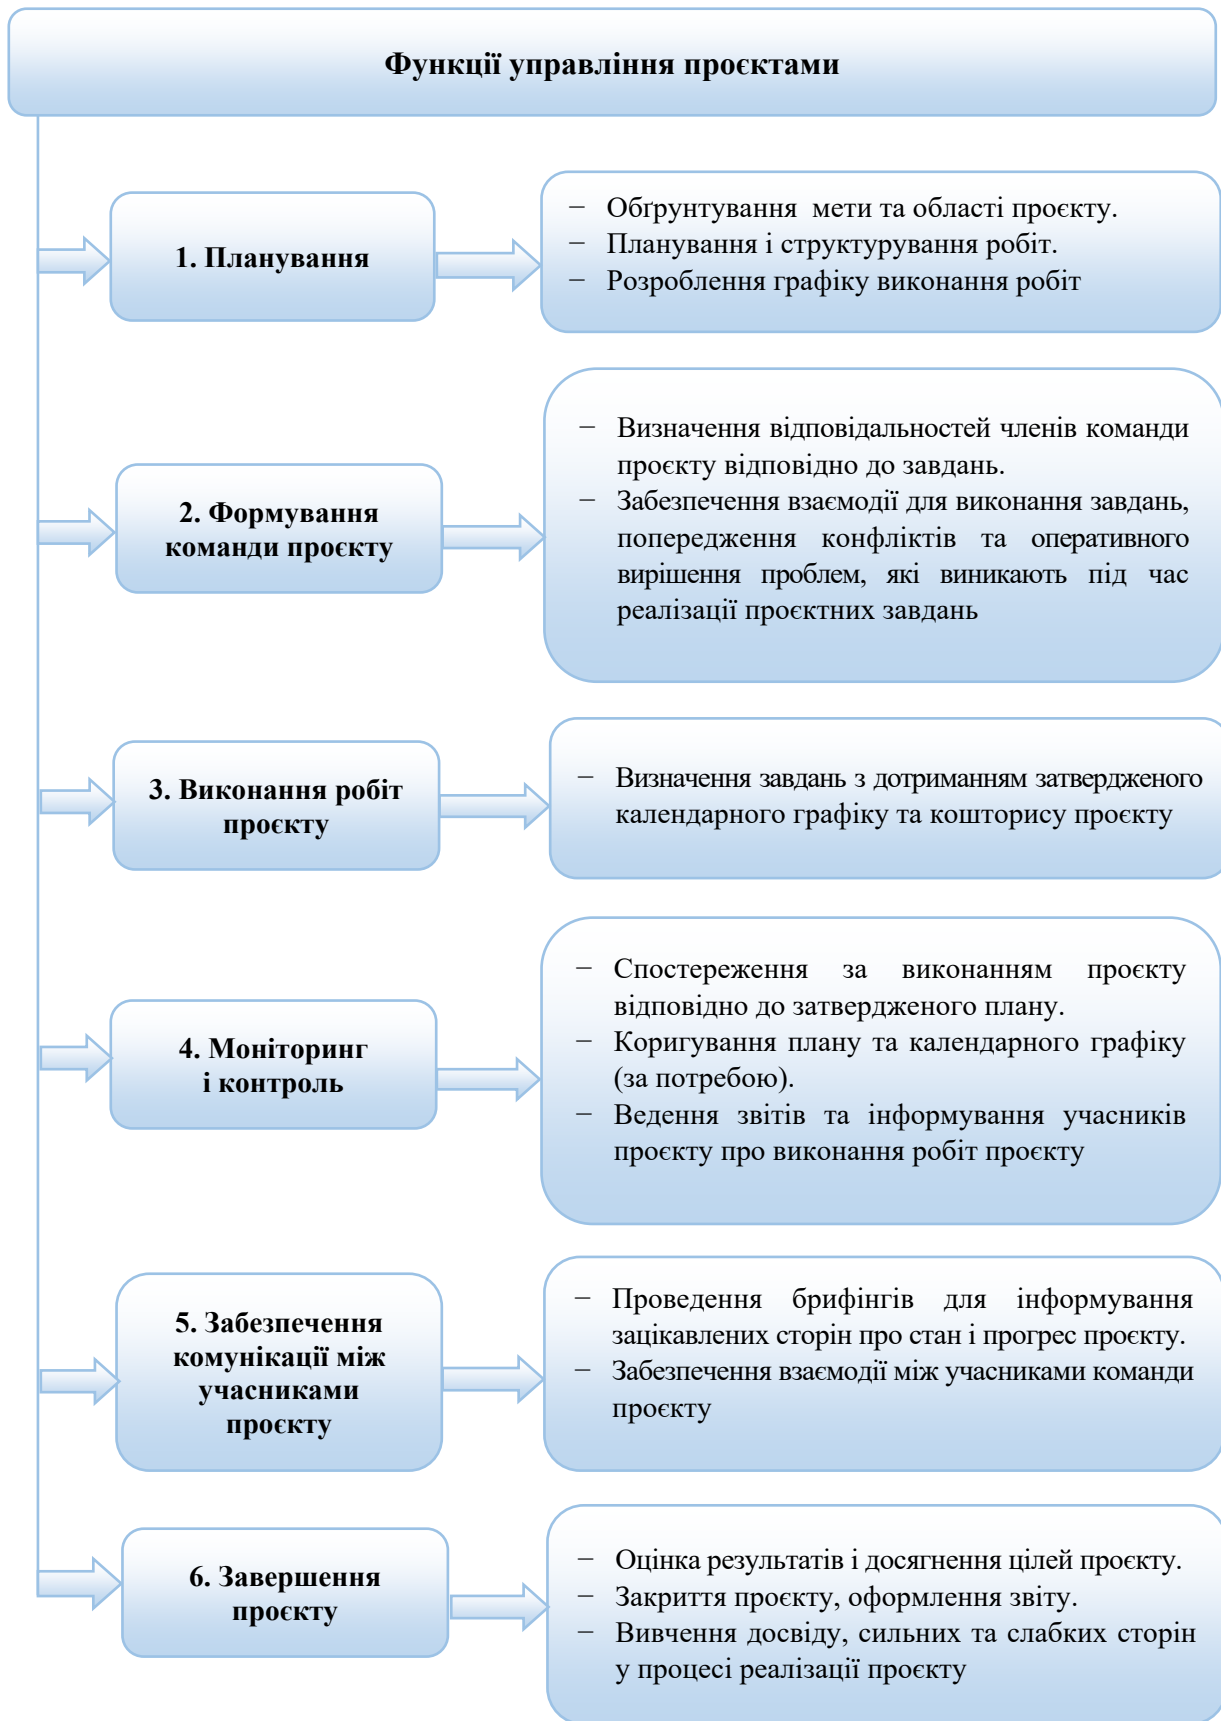 Функції управління проєктами
1. Планування
− Обґрунтування мети та області проєкту.
− Планування і структурування робіт.
− Розроблення графіку виконання робіт
2. Формування
команди проєкту
− Визначення відповідальностей членів команди
проєкту відповідно до завдань.
− Забезпечення взаємодії для виконання завдань,
попередження конфліктів та оперативного
вирішення проблем, які виникають під час
реалізації проєктних завдань
3. Виконання робіт
проєкту
− Визначення завдань з дотриманням затвердженого
календарного графіку та кошторису проєкту
4. Моніторинг
і контроль
− Спостереження за виконанням проєкту
відповідно до затвердженого плану.
− Коригування плану та календарного графіку
(за потребою).
− Ведення звітів та інформування учасників
проєкту про виконання робіт проєкту
5. Забезпечення
комунікації між
учасниками
проєкту
− Проведення брифінгів для інформування
зацікавлених сторін про стан і прогрес проєкту.
− Забезпечення взаємодії між учасниками команди
проєкту
6. Завершення
проєкту
− Оцінка результатів і досягнення цілей проєкту.
− Закриття проєкту, оформлення звіту.
− Вивчення досвіду, сильних та слабких сторін
у процесі реалізації проєкту